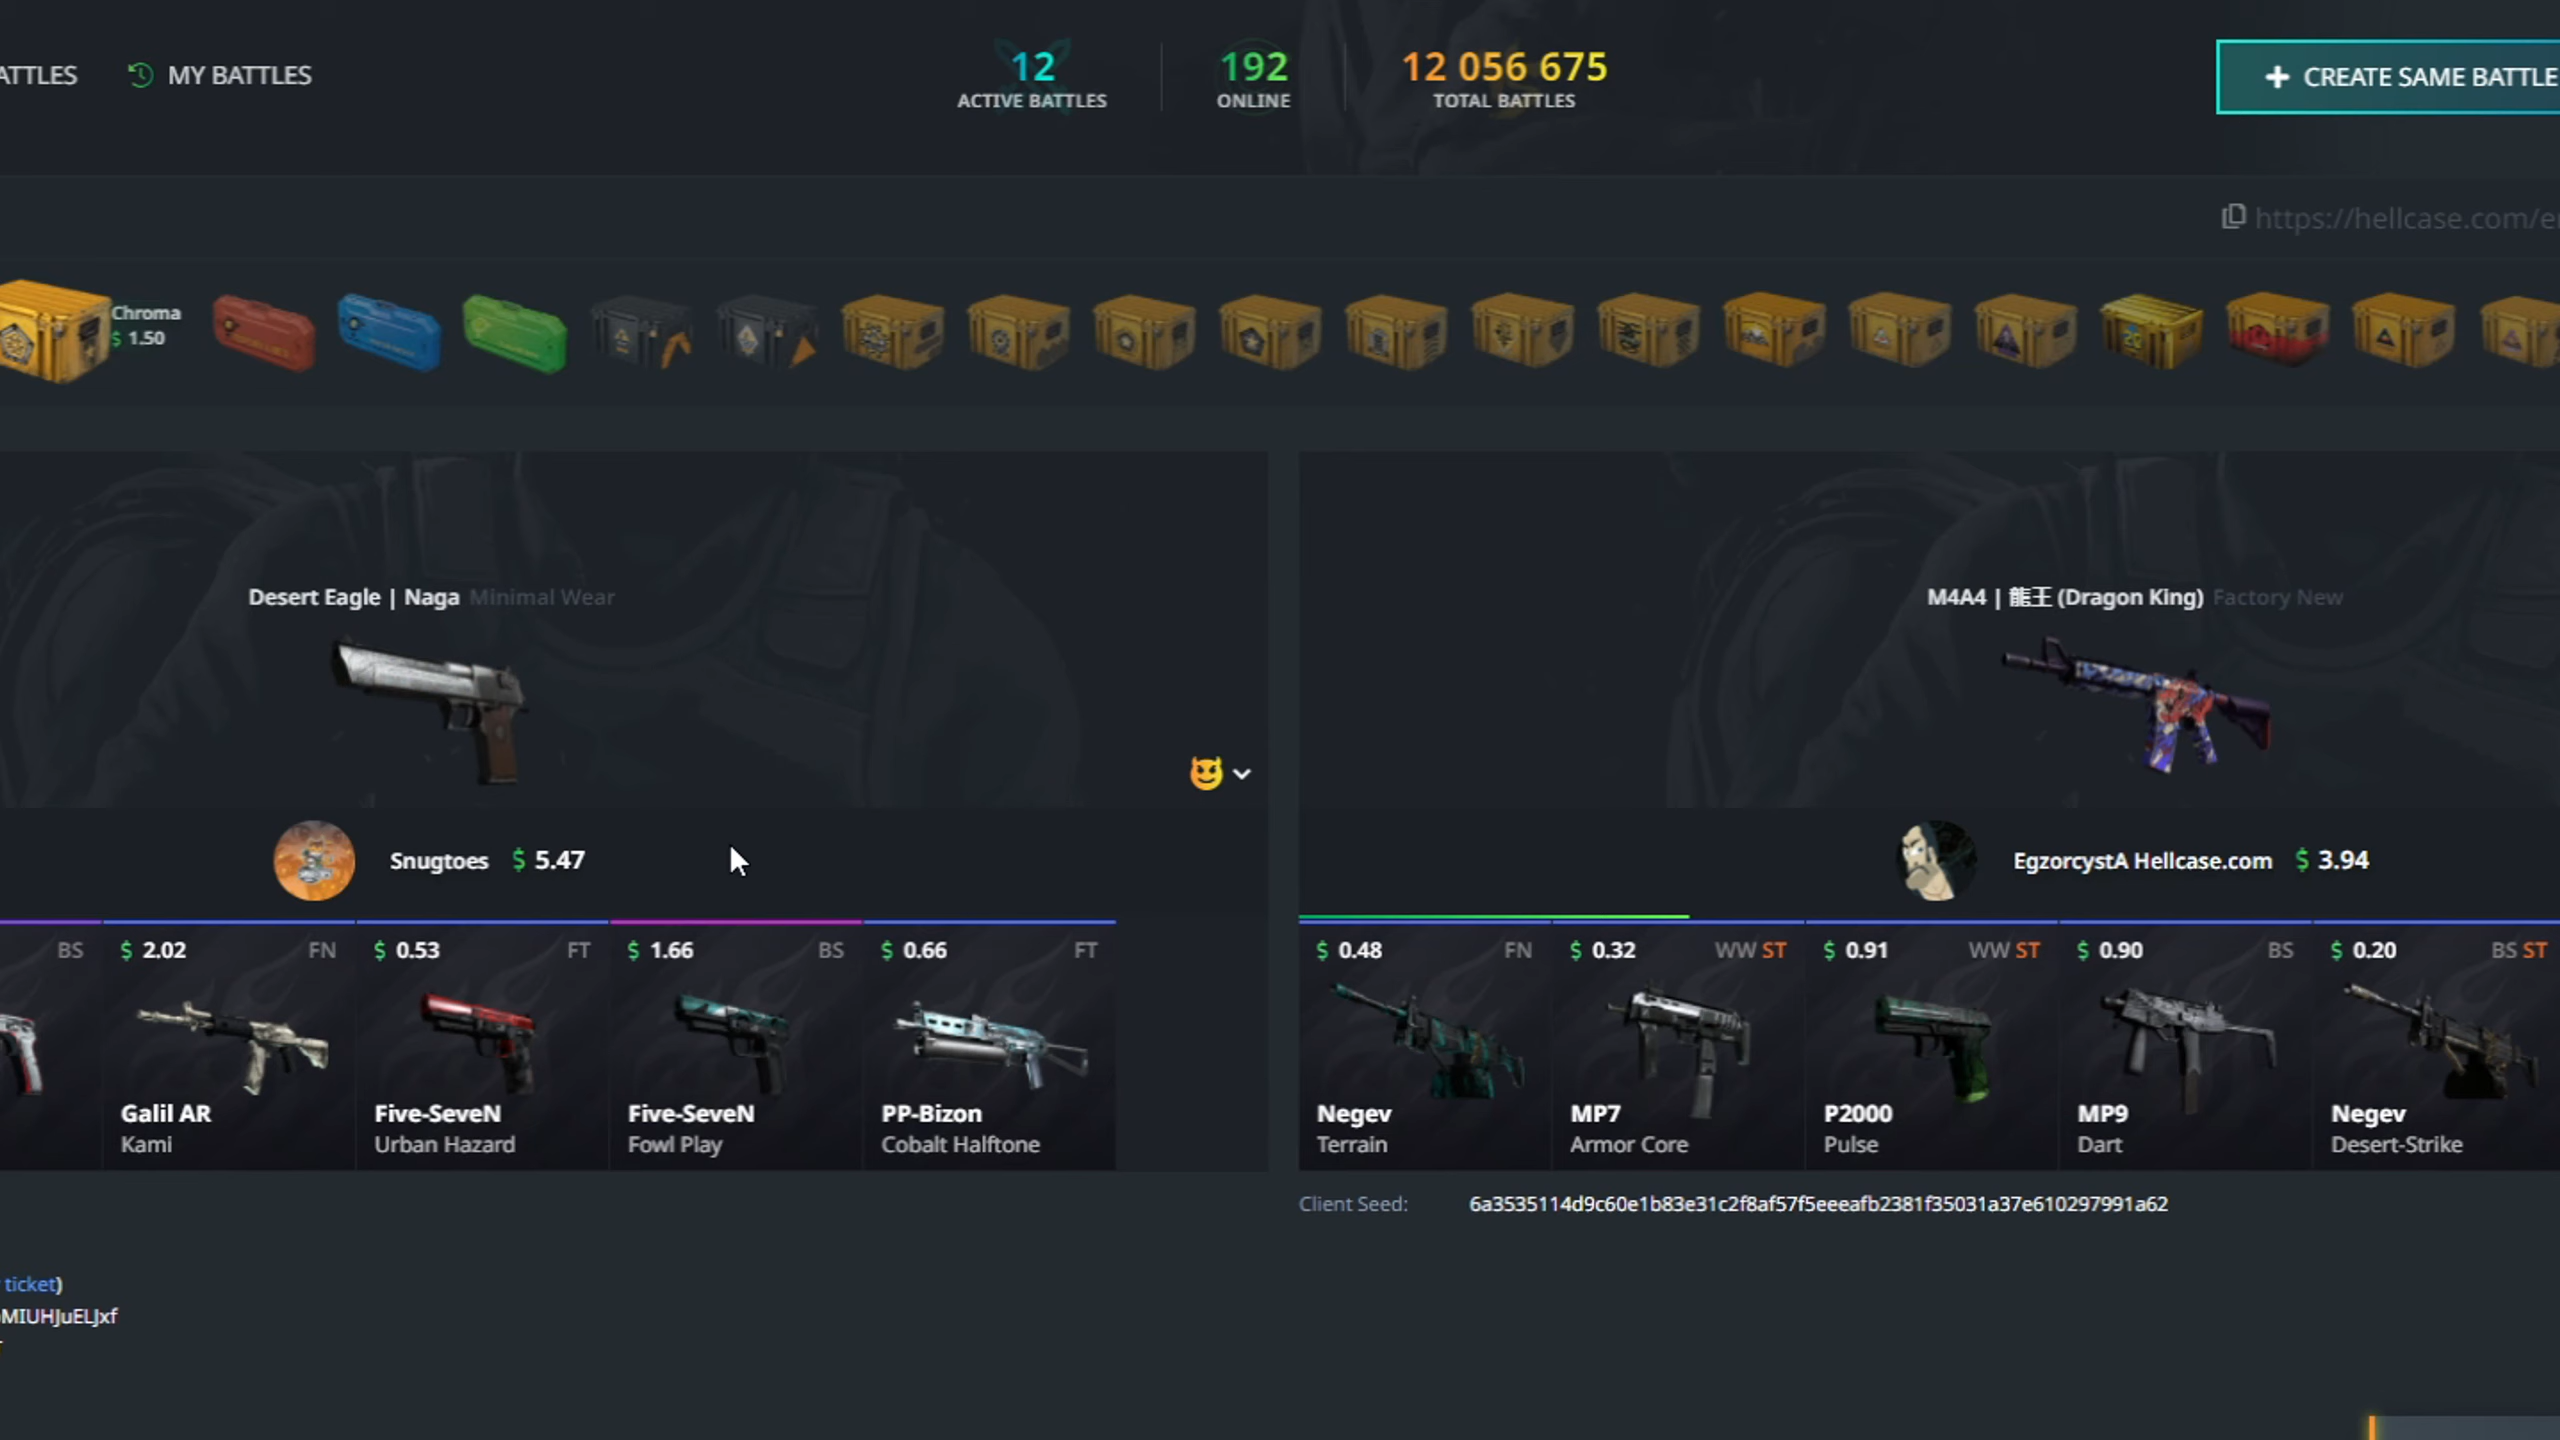 ATTLES
MY BATTLES
12
ACTIVE BATTLES
192
ONLINE
12 056 675
TOTAL BATTLES
+ CREATE SAME BATTLE
https://hellcase.com/e
Chroma
$ 1.50
Desert Eagle | Naga Minimal Wear
M4A4 | 龍王 (Dragon King) Factory New
Snugtoes $ 5.47
EgzorcystA Hellcase.com $ 3.94
BS
$ 2.02 FN
Galil AR
Kami
$ 0.53 FT
Five-SeveN
Urban Hazard
$ 1.66 BS
Five-SeveN
Fowl Play
$ 0.66 FT
PP-Bizon
Cobalt Halftone
$ 0.48 FN
Negev
Terrain
$ 0.32 WW ST
MP7
Armor Core
$ 0.91 WW ST
P2000
Pulse
$ 0.90 BS
MP9
Dart
$ 0.20 BS ST
Negev
Desert-Strike
Client Seed: 6a3535114d9c60e1b83e31c2f8af57f5eeeafb2381f35031a37e610297991a62
ticket)
MIUHJuELJxf